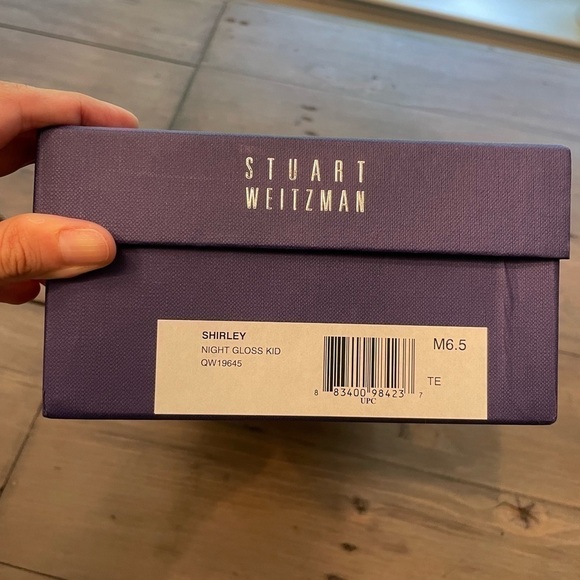 STUART
WEITZMAN
SHIRLEY
NIGHT GLOSS KID
QW19645
M6.5
TE
8 83400 98423 7
UPC